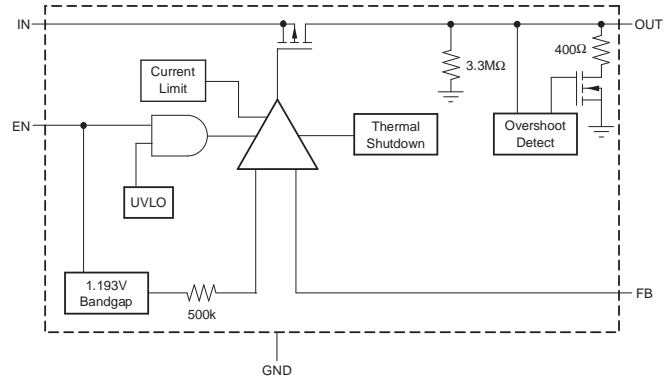 IN
OUT
400Ω
3.3MΩ
Current
Limit
EN
Thermal
Shutdown
Overshoot
Detect
UVLO
1.193V
Bandgap
500k
FB
GND